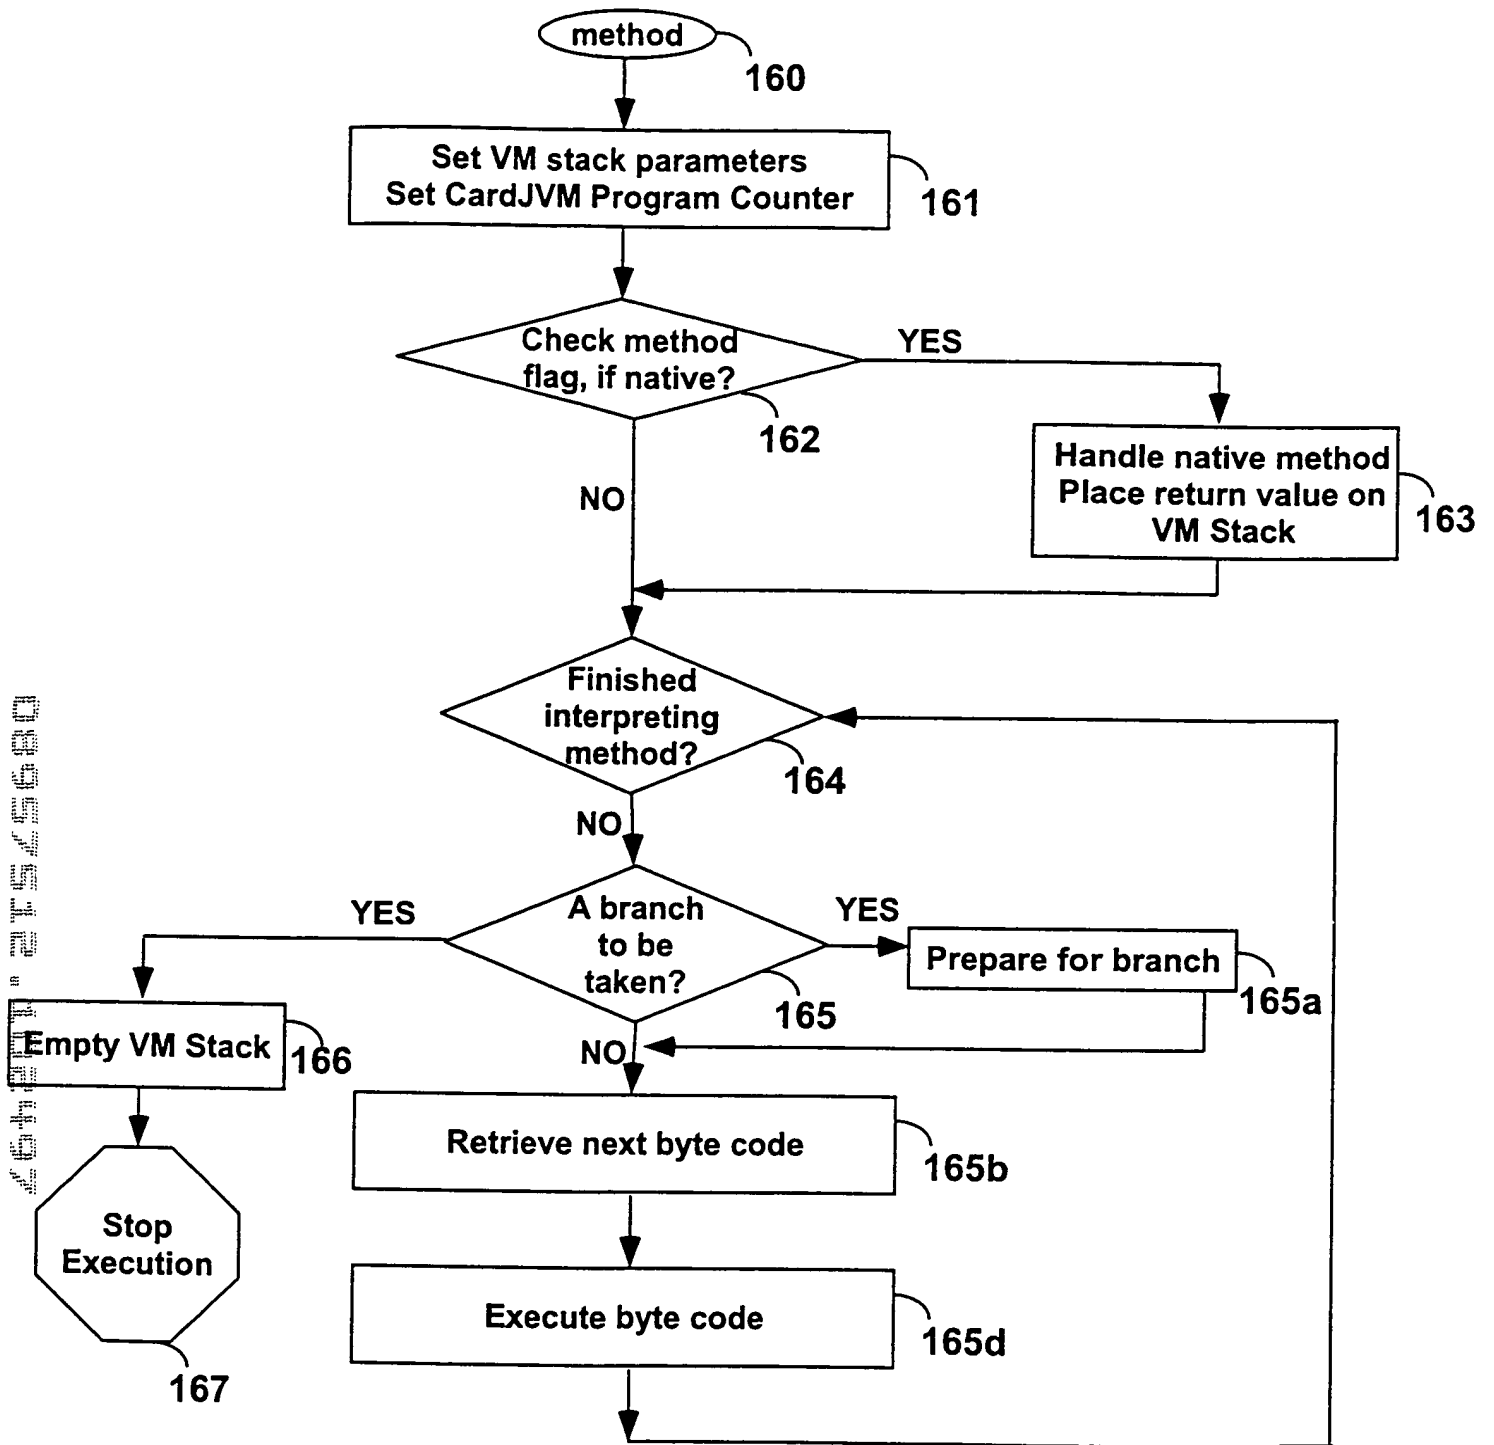 method
160
Set VM stack parameters
Set CardJVM Program Counter
161
Check method
flag, if native?
162
YES
NO
Handle native method
Place return value on
VM Stack
163
Finished
interpreting
method?
164
NO
A branch
to be
taken?
165
YES
YES
Prepare for branch
165a
NO
Empty VM Stack
166
Retrieve next byte code
165b
Stop
Execution
167
Execute byte code
165d